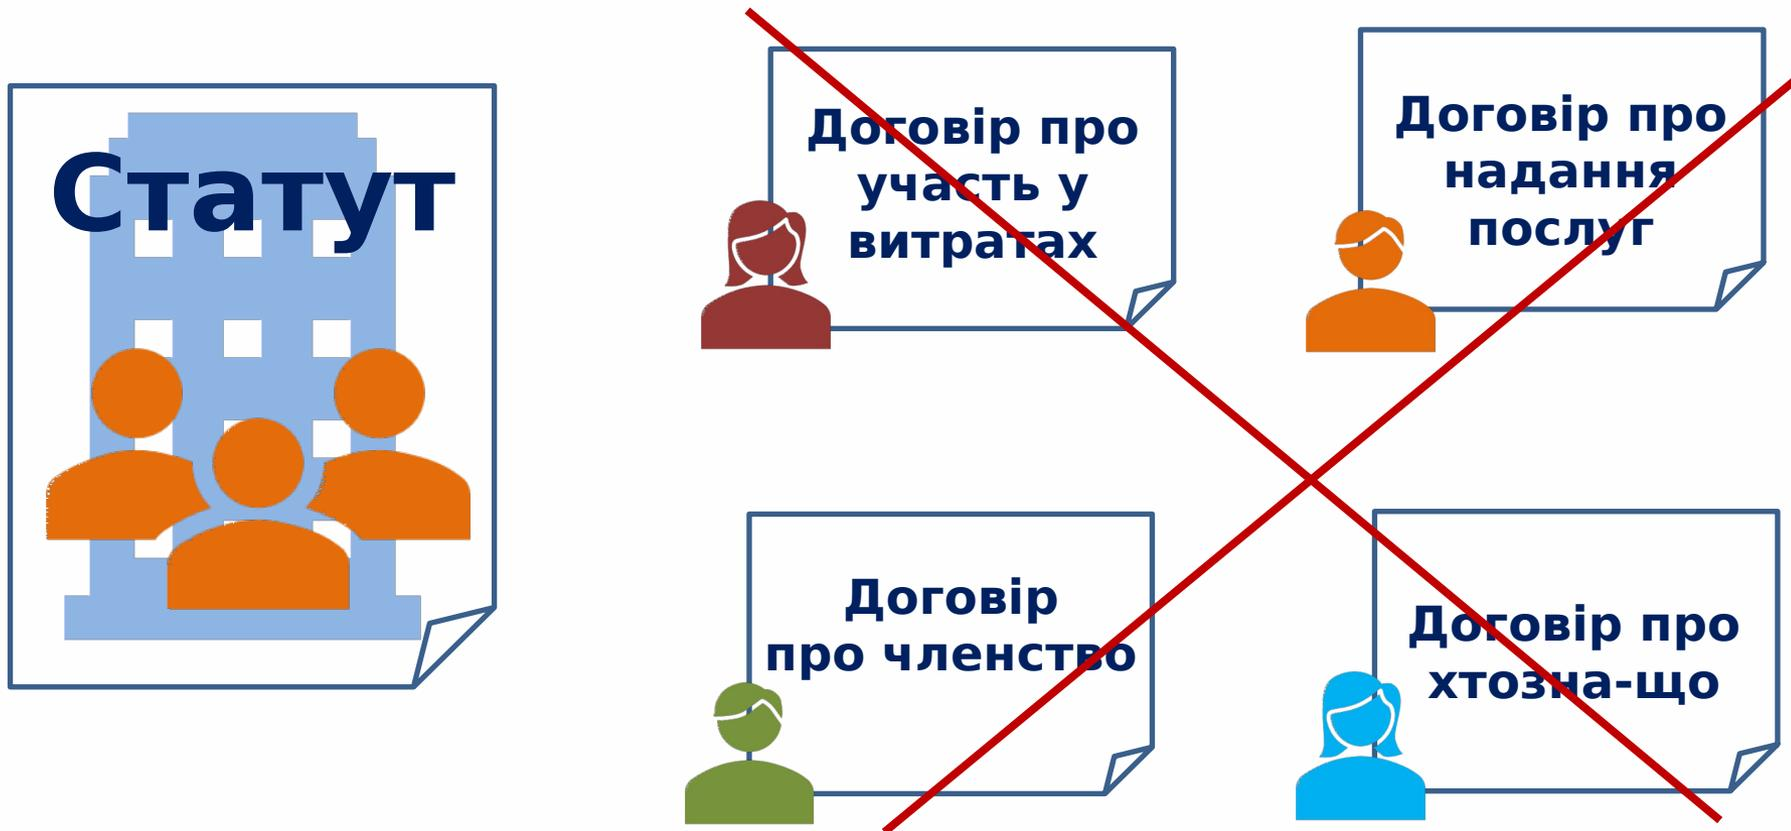 Статут
Договір про
участь у
витратах
Договір про
надання
послуг
Договір
про членство
Договір про
хтозна-що